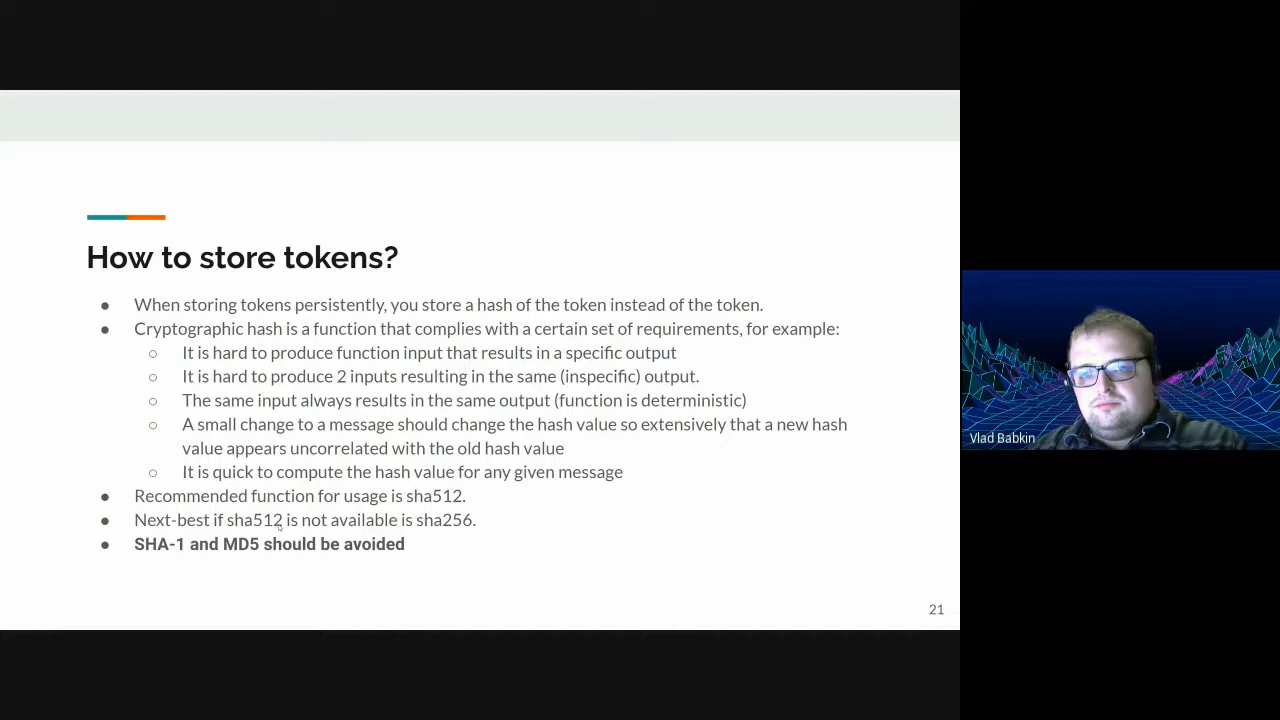 How to store tokens?
● When storing tokens persistently, you store a hash of the token instead of the token.
● Cryptographic hash is a function that complies with a certain set of requirements, for example:
○ It is hard to produce function input that results in a specific output
○ It is hard to produce 2 inputs resulting in the same (inspecific) output.
○ The same input always results in the same output (function is deterministic)
○ A small change to a message should change the hash value so extensively that a new hash
value appears uncorrelated with the old hash value
○ It is quick to compute the hash value for any given message
● Recommended function for usage is sha512.
● Next-best if sha512 is not available is sha256.
● SHA-1 and MD5 should be avoided
21
Vlad Babkin